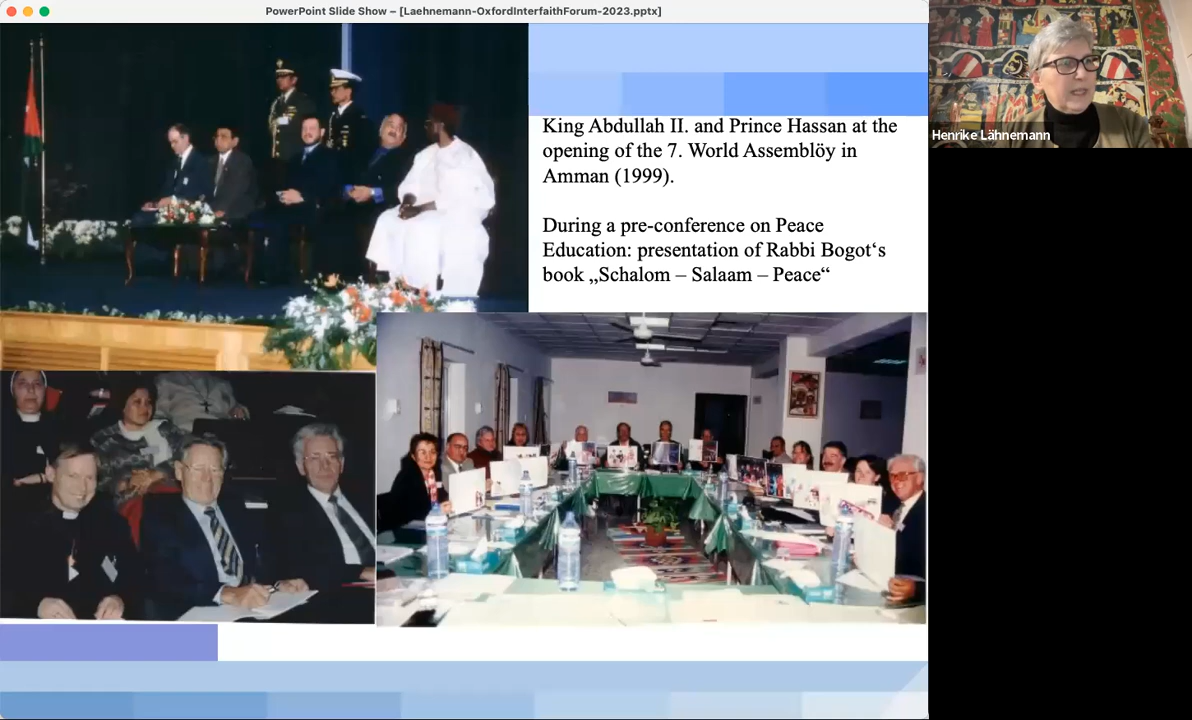 PowerPoint Slide Show – [Laehnemann-OxfordInterfaithForum-2023.pptx]
King Abdullah II. and Prince Hassan at the
opening of the 7. World Assemblöy in
Amman (1999).
During a pre-conference on Peace
Education: presentation of Rabbi Bogot‘s
book „Schalom – Salaam – Peace“
Henrike Lähnemann